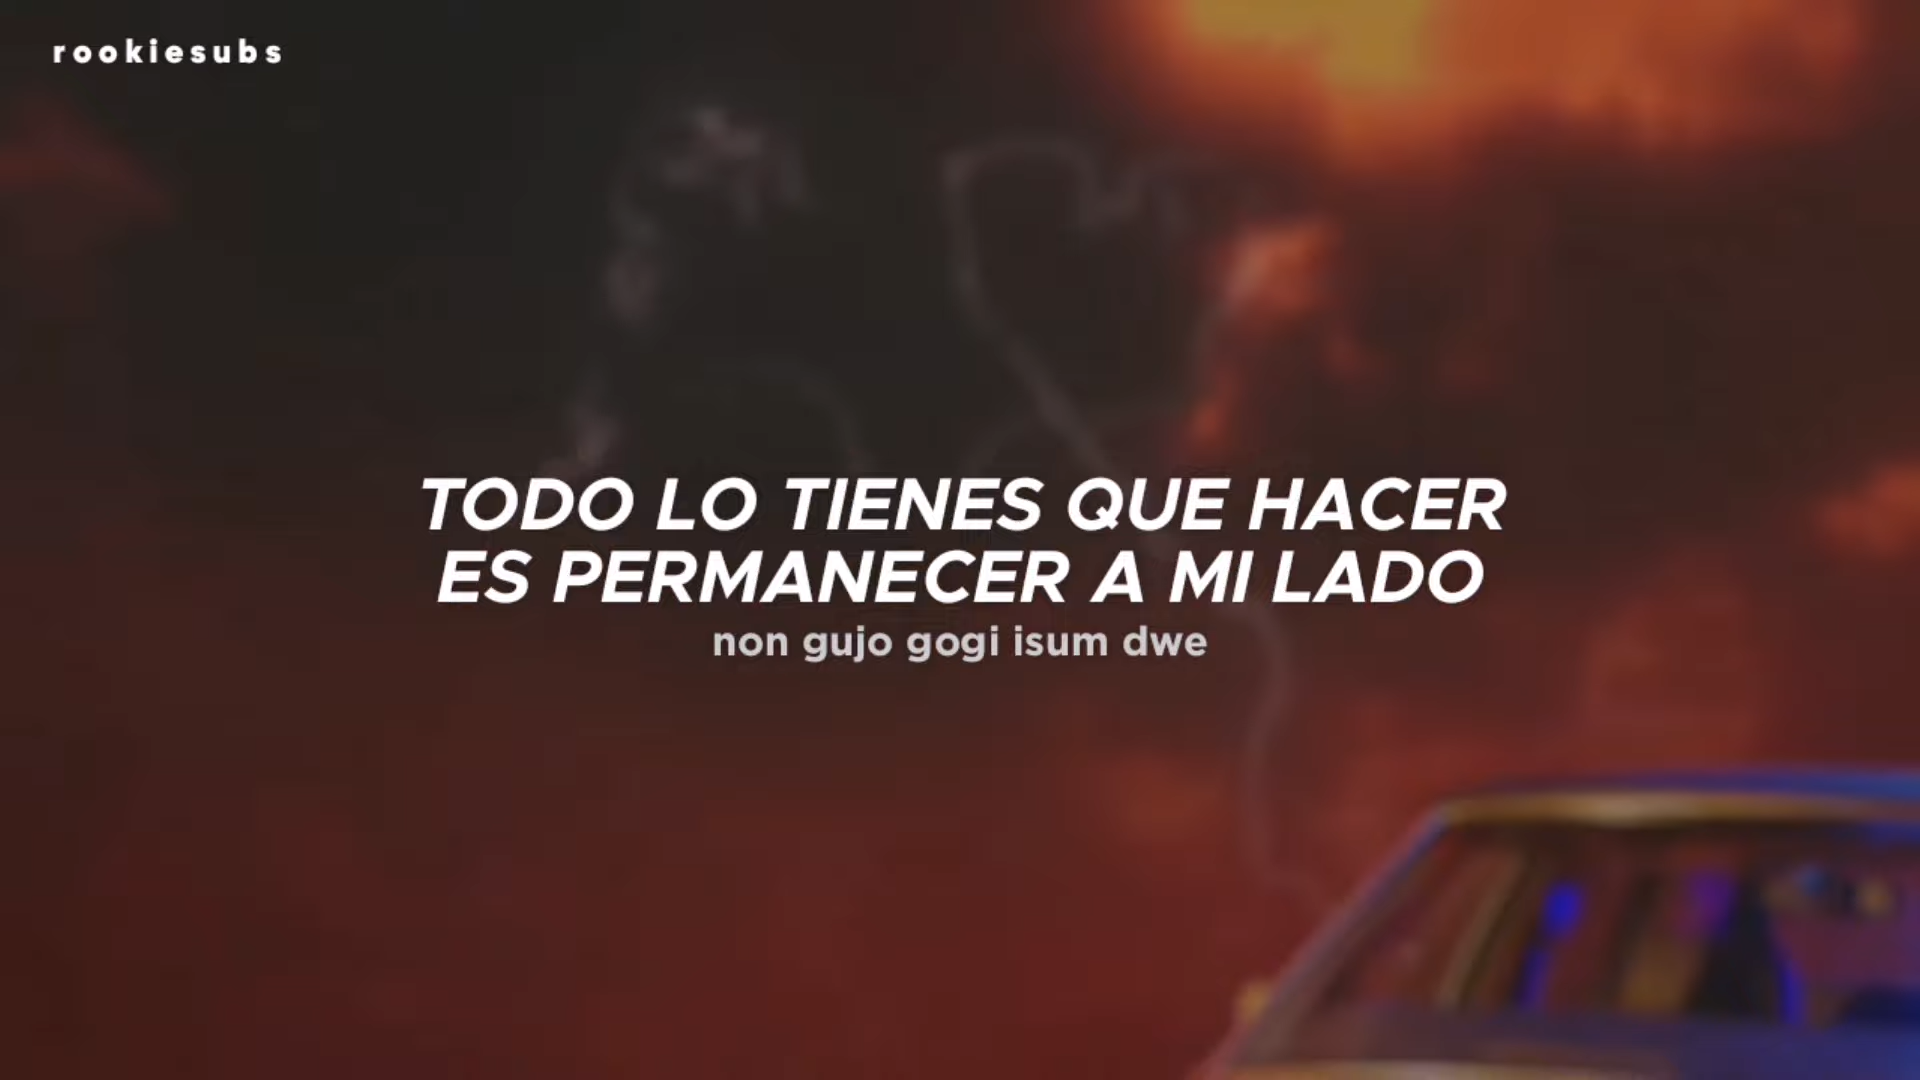 rookiesubs
TODO LO TIENES QUE HACER
ES PERMANECER A MI LADO
non gujo gogi isum dwe